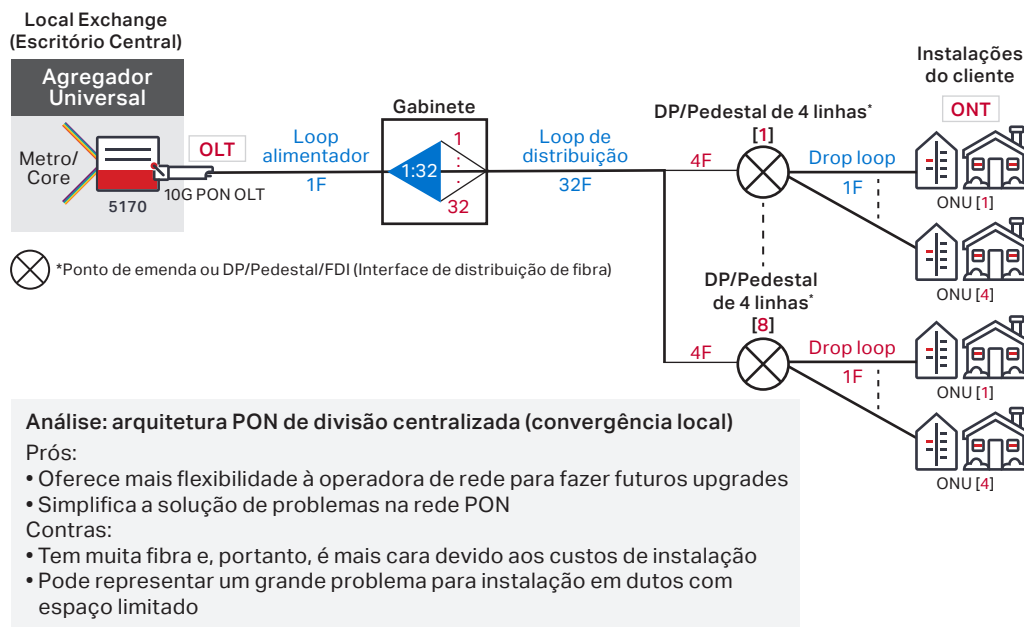 Local Exchange
(Escritório Central)
Agregador
Universal
Metro/
Core
5170
OLT
10G PON OLT
Loop
alimentador
1F
Gabinete
1:32
1
32
Loop de
distribuição
32F
DP/Pedestal de 4 linhas*
[1]
4F
Drop loop
1F
Instalações
do cliente
ONT
ONU [1]
ONU [4]
*Ponto de emenda ou DP/Pedestal/FDI (Interface de distribuição de fibra)
DP/Pedestal
de 4 linhas*
[8]
4F
Drop loop
1F
ONU [1]
ONU [4]
Análise: arquitetura PON de divisão centralizada (convergência local)
Prós:
• Oferece mais flexibilidade à operadora de rede para fazer futuros upgrades
• Simplifica a solução de problemas na rede PON
Contras:
• Tem muita fibra e, portanto, é mais cara devido aos custos de instalação
• Pode representar um grande problema para instalação em dutos com
espaço limitado